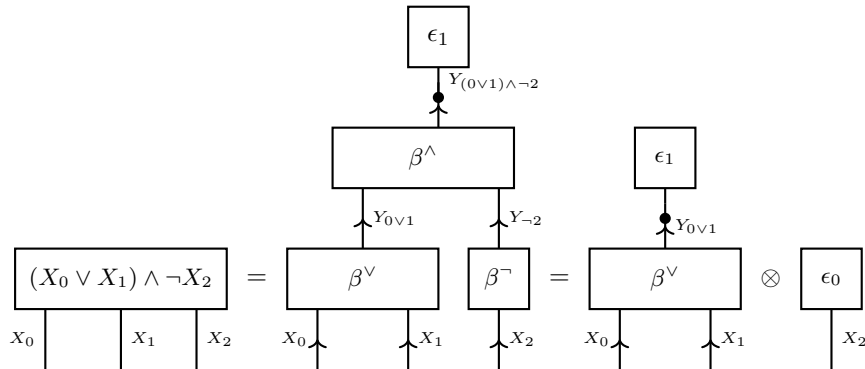 ϵ₁
Y₍₀∨₁₎∧¬₂
β^∧
ϵ₁
Y₀∨₁ Y¬₂ Y₀∨₁
(X₀ ∨ X₁) ∧ ¬X₂ = β^∨ β^¬ = β^∨ ⊗ ϵ₀
X₀ X₁ X₂ X₀ X₁ X₂ X₀ X₁ X₂